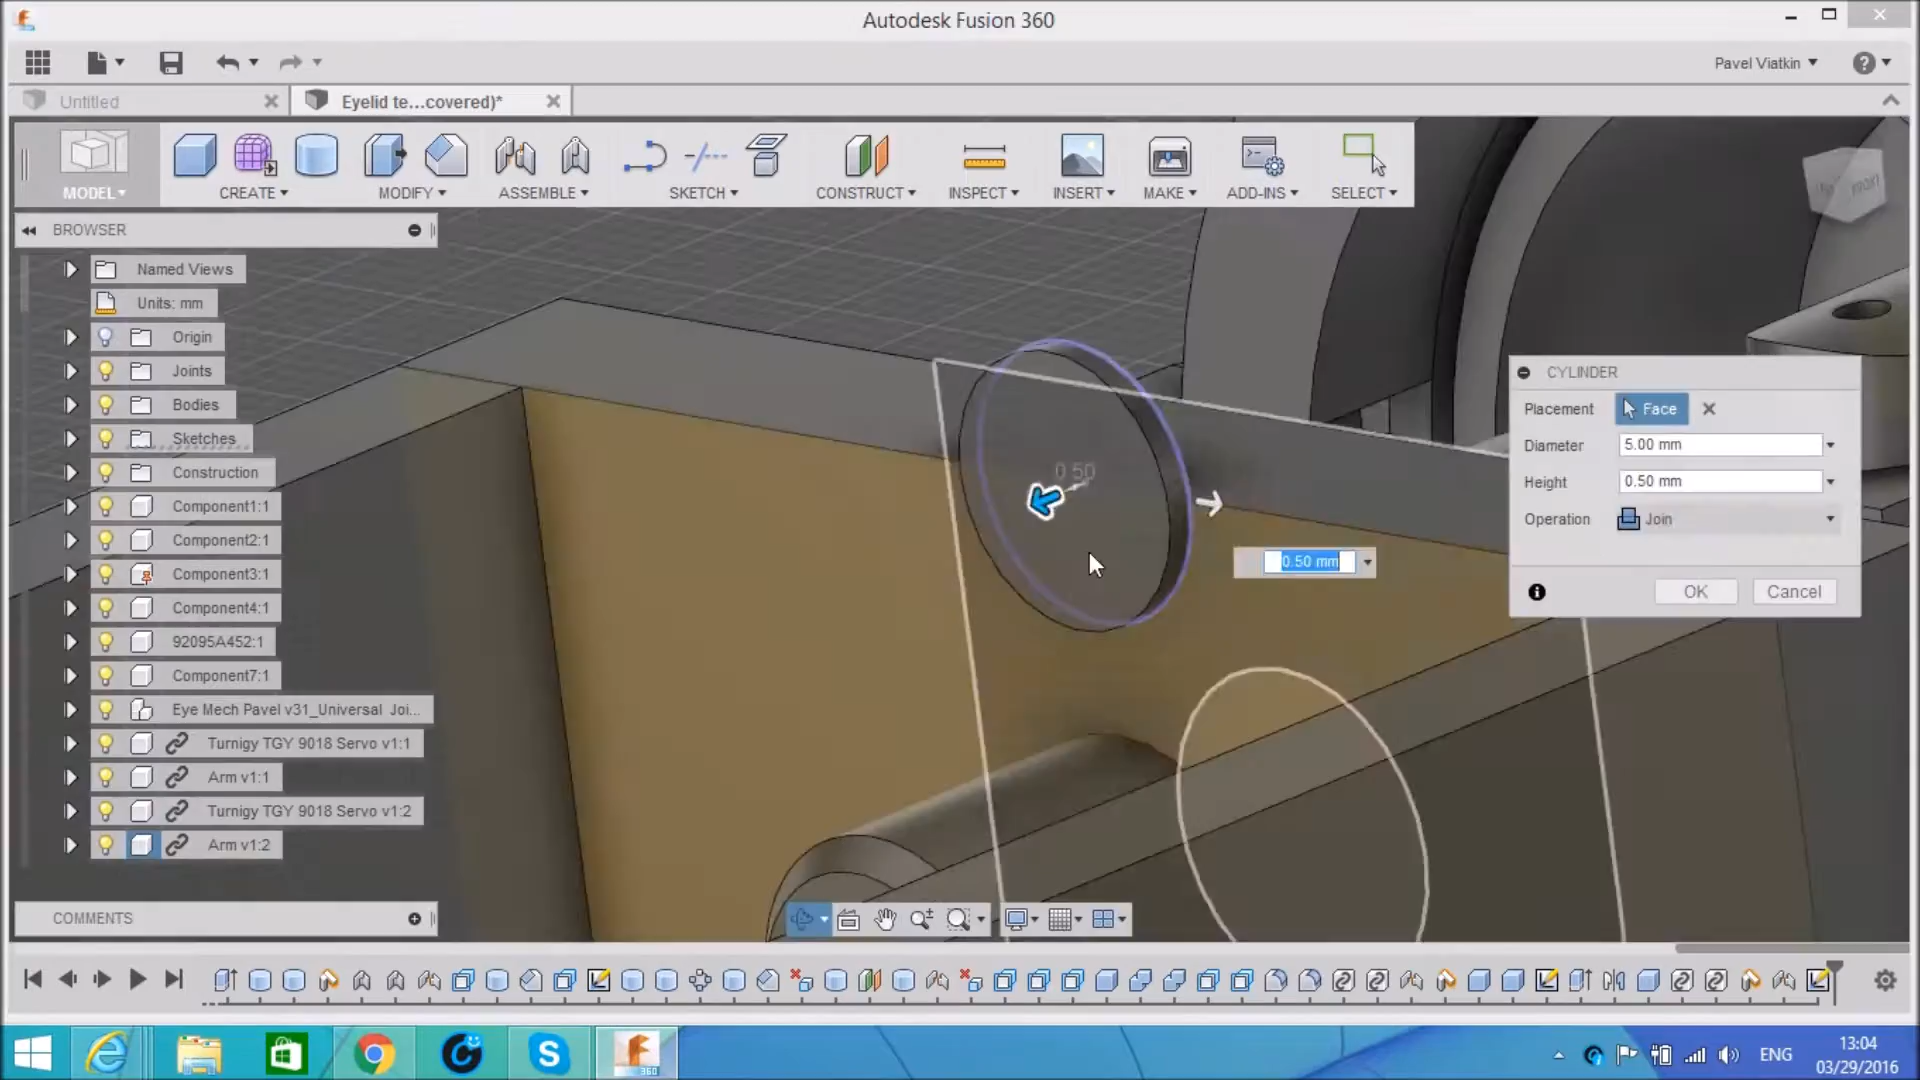 Autodesk Fusion 360
Pavel Viatkin
Untitled
Eyelid te...covered)*
MODEL
CREATE
MODIFY
ASSEMBLE
SKETCH
CONSTRUCT
INSPECT
INSERT
MAKE
ADD-INS
SELECT
BROWSER
Named Views
Units: mm
Origin
Joints
Bodies
Sketches
Construction
Component1:1
Component2:1
Component3:1
Component4:1
92095A452:1
Component7:1
Eye Mech Pavel v31_Universal Joi...
Turnigy TGY 9018 Servo v1:1
Arm v1:1
Turnigy TGY 9018 Servo v1:2
Arm v1:2
COMMENTS
0.50
0.50 mm
CYLINDER
Placement Face
Diameter 5.00 mm
Height 0.50 mm
Operation Join
OK Cancel
360
ENG
13:04
03/29/2016